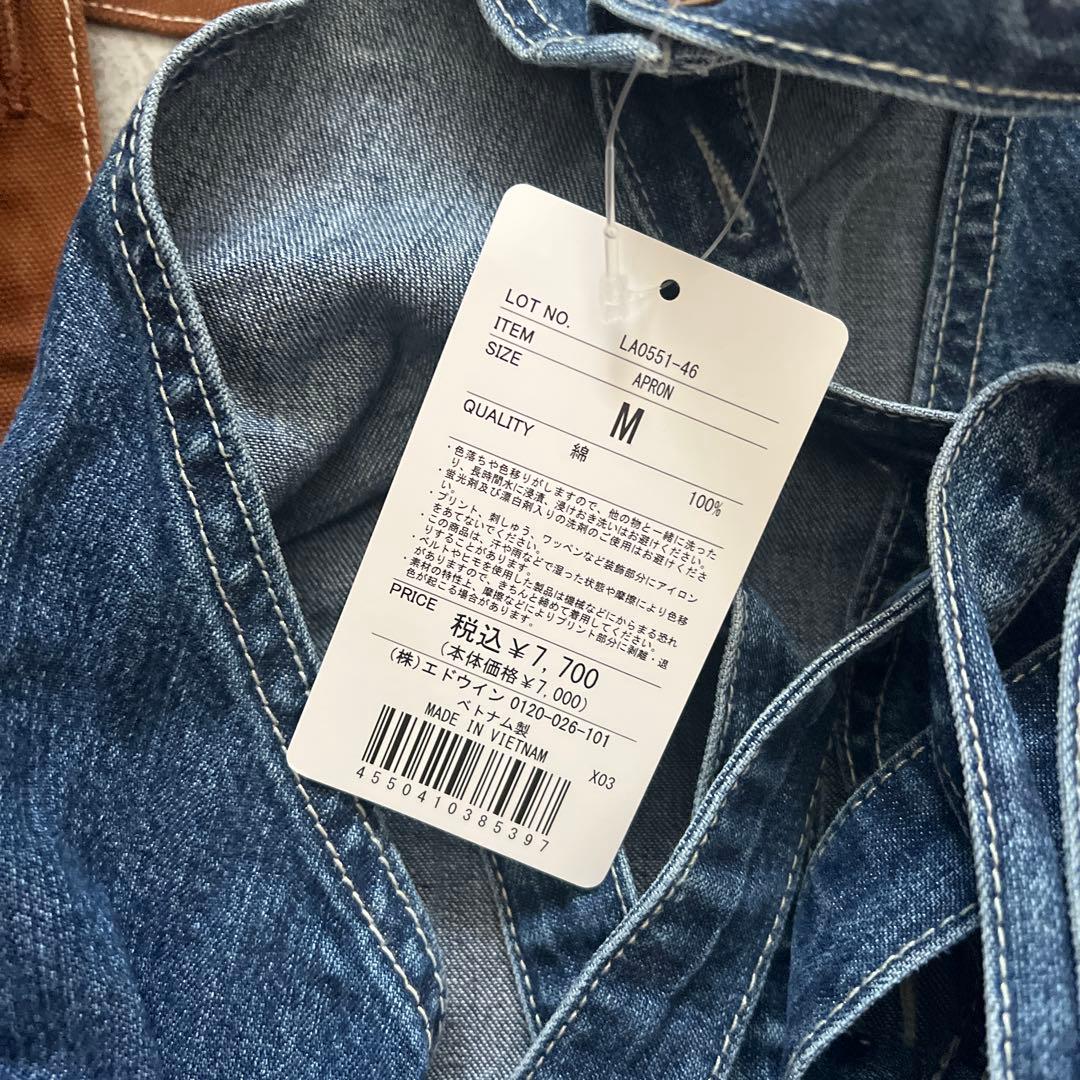 LOT NO. LA0551-46
ITEM APRON
SIZE M
QUALITY 綿 100%
・色落ちや色移りがしますので、他の物と一緒に洗った
り、長時間水に浸漬、浸けおき洗いはお避けください。
・蛍光剤及び漂白剤入りの洗剤のご使用はお避けくださ
い。
・プリント、刺しゅう、ワッペンなど装飾部分にアイロン
をあてないでください。
・この商品は、汗や雨などで湿った状態や摩擦により色移
りすることがあります。
・ベルトやヒモを使用した製品は機械などにからまる恐れ
がありますので、きちんと締めて着用してください。
・素材の特性上、摩擦などによりプリント部分に剥離・退
色が起こる場合があります。
PRICE 税込¥7,700
(本体価格¥7,000)
(株)エドウイン 0120-026-101
ベトナム製
MADE IN VIETNAM X03
4550410385397